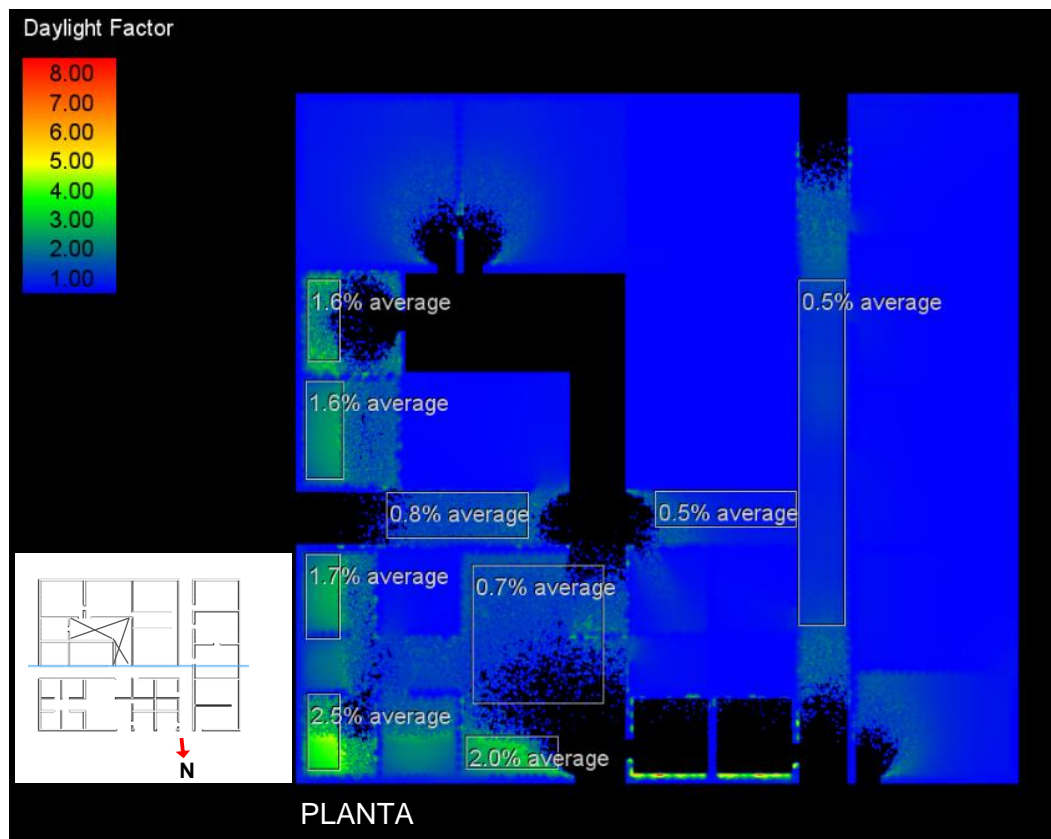 Daylight Factor
8.00
7.00
6.00
5.00
4.00
3.00
2.00
1.00
1.6% average
0.5% average
1.6% average
0.8% average
0.5% average
1.7% average
0.7% average
2.5% average
2.0% average
N
PLANTA